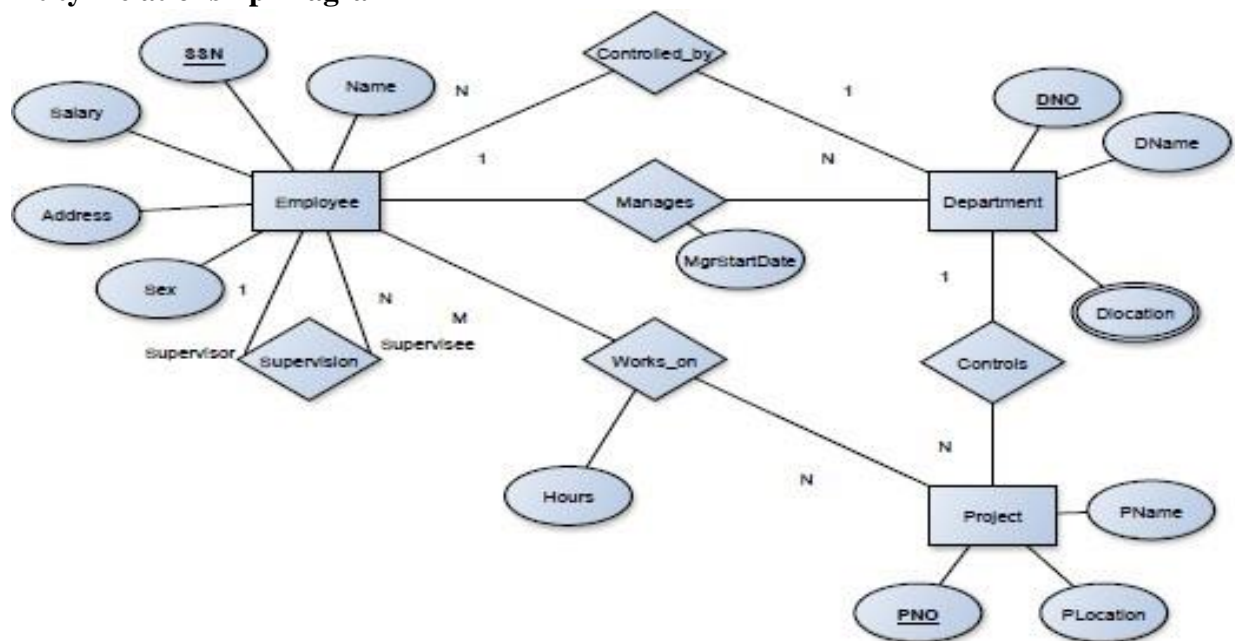 SSN
Controlled_by
Name
N
1
DNO
Salary
DName
1
N
Employee
Manages
Department
Address
MgrStartDate
Sex
1
N
1
Dlocation
M
Supervisor
Supervision
Supervisee
Works_on
Controls
N
Hours
N
Project
PName
PNO
PLocation